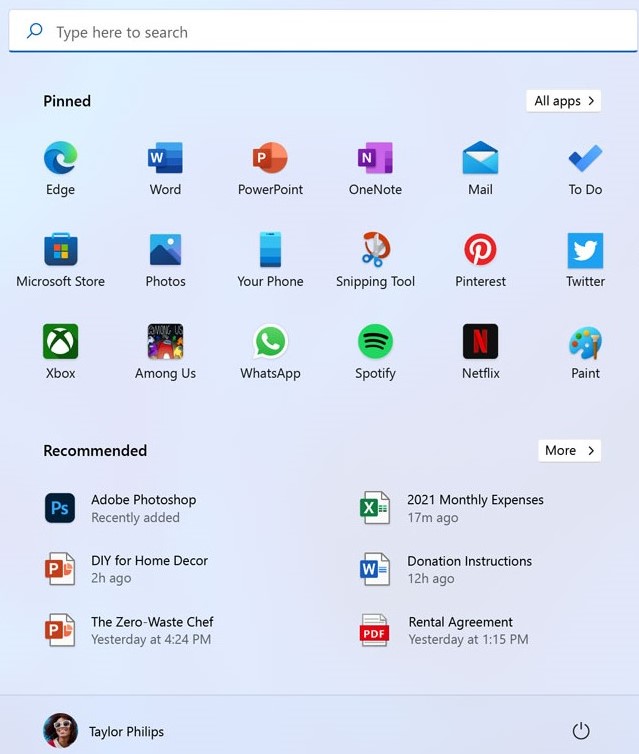 Type here to search
Pinned
All apps
Edge
Word
PowerPoint
OneNote
Mail
To Do
Microsoft Store
Photos
Your Phone
Snipping Tool
Pinterest
Twitter
Xbox
Among Us
WhatsApp
Spotify
Netflix
Paint
Recommended
More
Ps
Adobe Photoshop
Recently added
2021 Monthly Expenses
17m ago
DIY for Home Decor
2h ago
Donation Instructions
12h ago
The Zero-Waste Chef
Yesterday at 4:24 PM
PDF
Rental Agreement
Yesterday at 1:15 PM
Taylor Philips